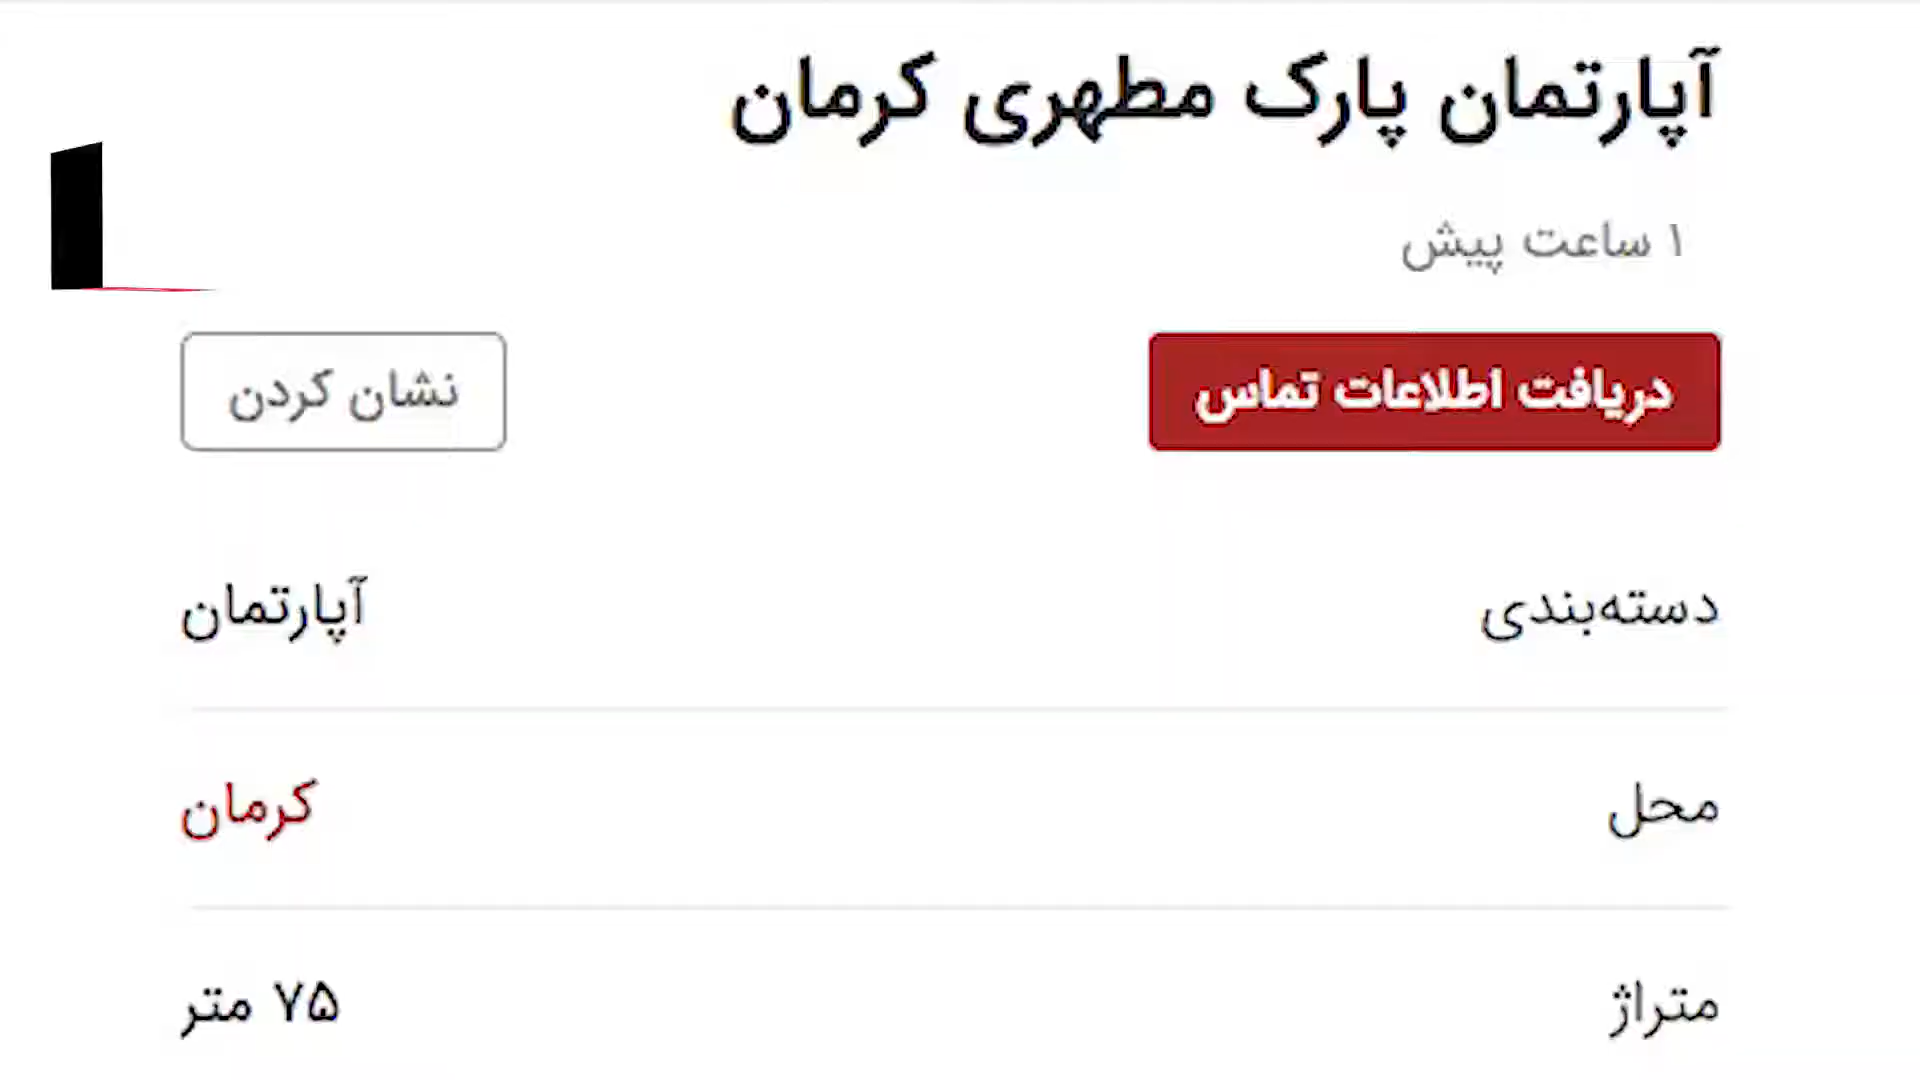 آپارتمان پارک مطهری کرمان
۱ ساعت پیش
دریافت اطلاعات تماس
نشان کردن
دسته‌بندی آپارتمان
محل کرمان
متراژ ۷۵ متر